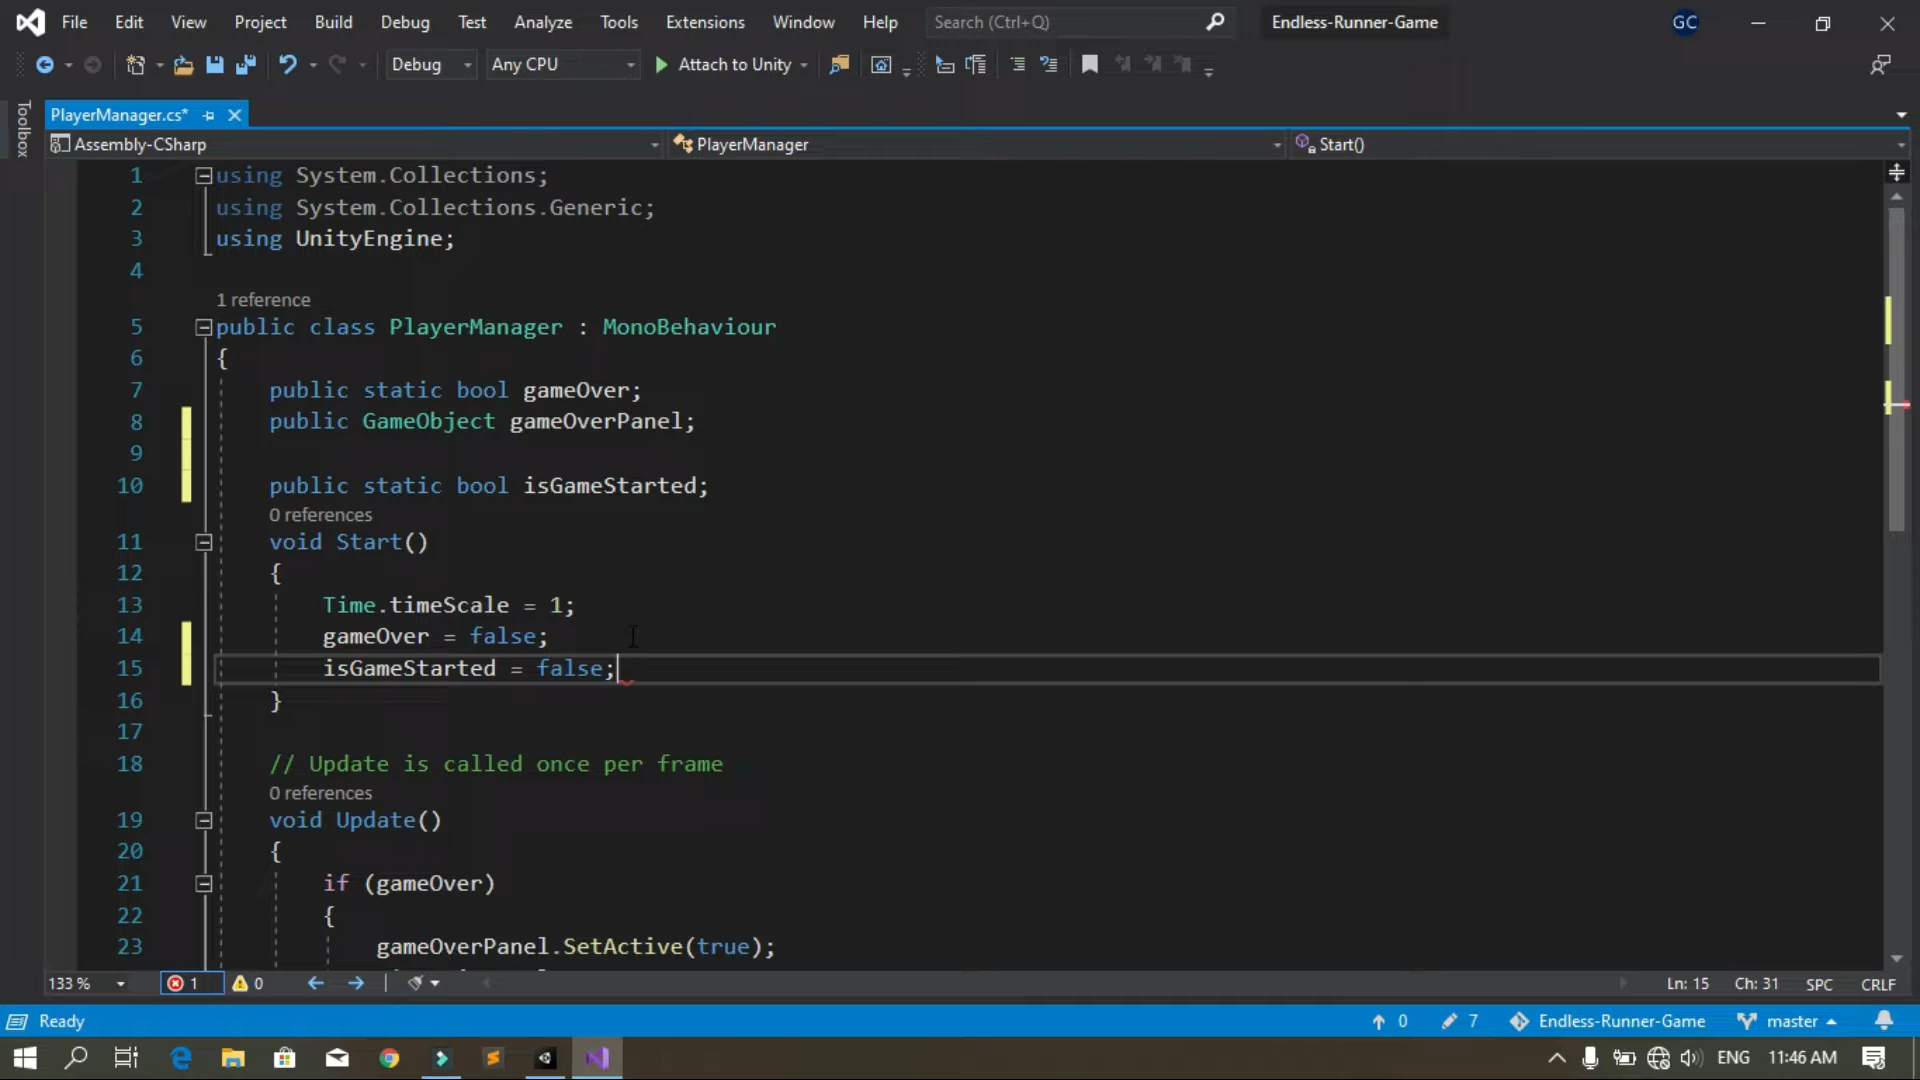 File Edit View Project Build Debug Test Analyze Tools Extensions Window Help Search (Ctrl+Q) Endless-Runner-Game GC
Debug Any CPU Attach to Unity
Toolbox
PlayerManager.cs*
Assembly-CSharp PlayerManager Start()
1 using System.Collections;
2 using System.Collections.Generic;
3 using UnityEngine;
4
1 reference
5 public class PlayerManager : MonoBehaviour
6 {
7 public static bool gameOver;
8 public GameObject gameOverPanel;
9
10 public static bool isGameStarted;
0 references
11 void Start()
12 {
13 Time.timeScale = 1;
14 gameOver = false;
15 isGameStarted = false;
16 }
17
18 // Update is called once per frame
0 references
19 void Update()
20 {
21 if (gameOver)
22 {
23 gameOverPanel.SetActive(true);
133 % 1 0 Ln: 15 Ch: 31 SPC CRLF
Ready 0 7 Endless-Runner-Game master
ENG 11:46 AM